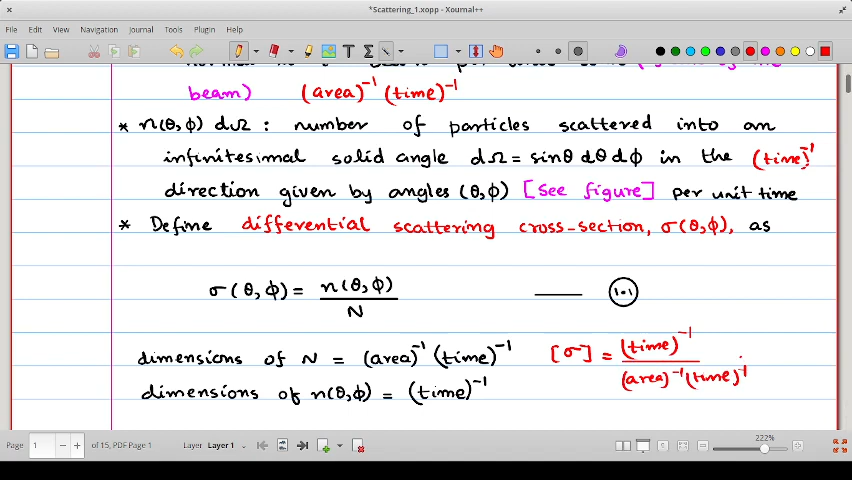 *Scattering_1.xopp - Xournal++
File Edit View Navigation Journal Tools Plugin Help
beam) (area)⁻¹ (time)⁻¹
* n(θ,ϕ) dΩ : number of particles scattered into an
infinitesimal solid angle dΩ = sinθ dθ dϕ in the (time)⁻¹
direction given by angles (θ,ϕ) [see figure] per unit time
* Define differential scattering cross-section, σ(θ,ϕ), as
σ(θ,ϕ) = n(θ,ϕ) / N —— (1.1)
dimensions of N = (area)⁻¹ (time)⁻¹
dimensions of n(θ,ϕ) = (time)⁻¹
[σ] = (time)⁻¹ / (area)⁻¹ (time)⁻¹
Page 1 of 15, PDF Page 1 Layer Layer 1 222%